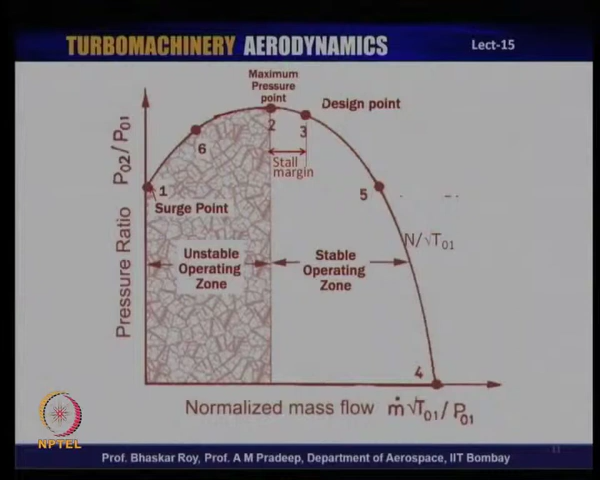 TURBOMACHINERY AERODYNAMICS
Lect-15
Maximum
Pressure
point
Design point
2
3
Stall
margin
6
5
1
Surge Point
Pressure Ratio P02/P01
N/√T01
Unstable
Operating
Zone
Stable
Operating
Zone
4
Normalized mass flow ṁ√T01/P01
NPTEL
Prof. Bhaskar Roy, Prof. A M Pradeep, Department of Aerospace, IIT Bombay
11